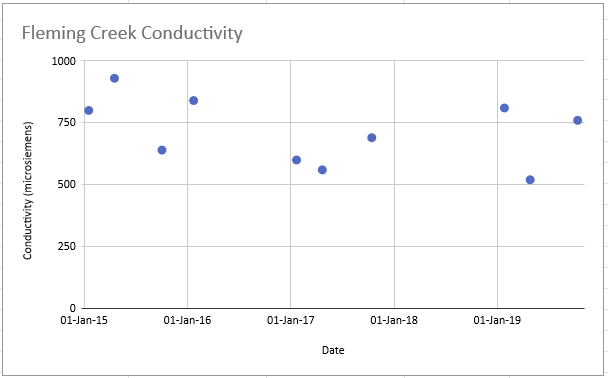 Fleming Creek Conductivity
Conductivity (microsiemens)
1000
750
500
250
0
01-Jan-15 01-Jan-16 01-Jan-17 01-Jan-18 01-Jan-19
Date